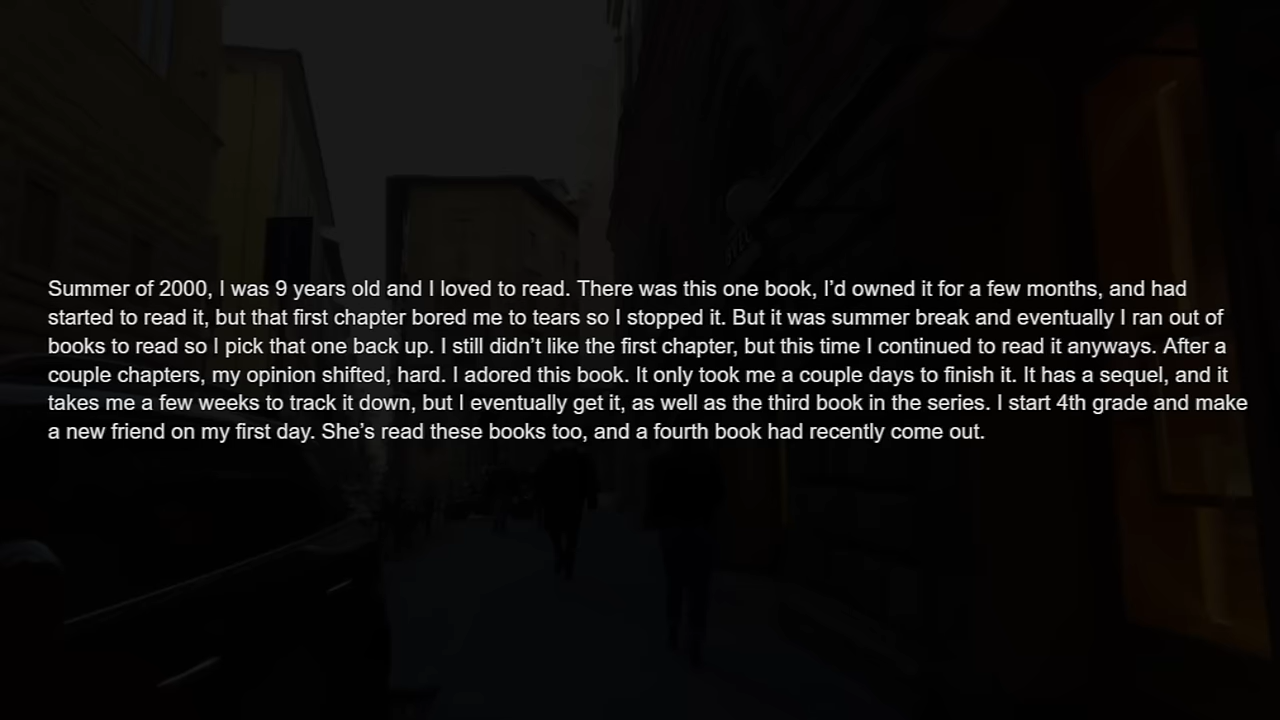 Summer of 2000, I was 9 years old and I loved to read. There was this one book, I’d owned it for a few months, and had
started to read it, but that first chapter bored me to tears so I stopped it. But it was summer break and eventually I ran out of
books to read so I pick that one back up. I still didn’t like the first chapter, but this time I continued to read it anyways. After a
couple chapters, my opinion shifted, hard. I adored this book. It only took me a couple days to finish it. It has a sequel, and it
takes me a few weeks to track it down, but I eventually get it, as well as the third book in the series. I start 4th grade and make
a new friend on my first day. She’s read these books too, and a fourth book had recently come out.